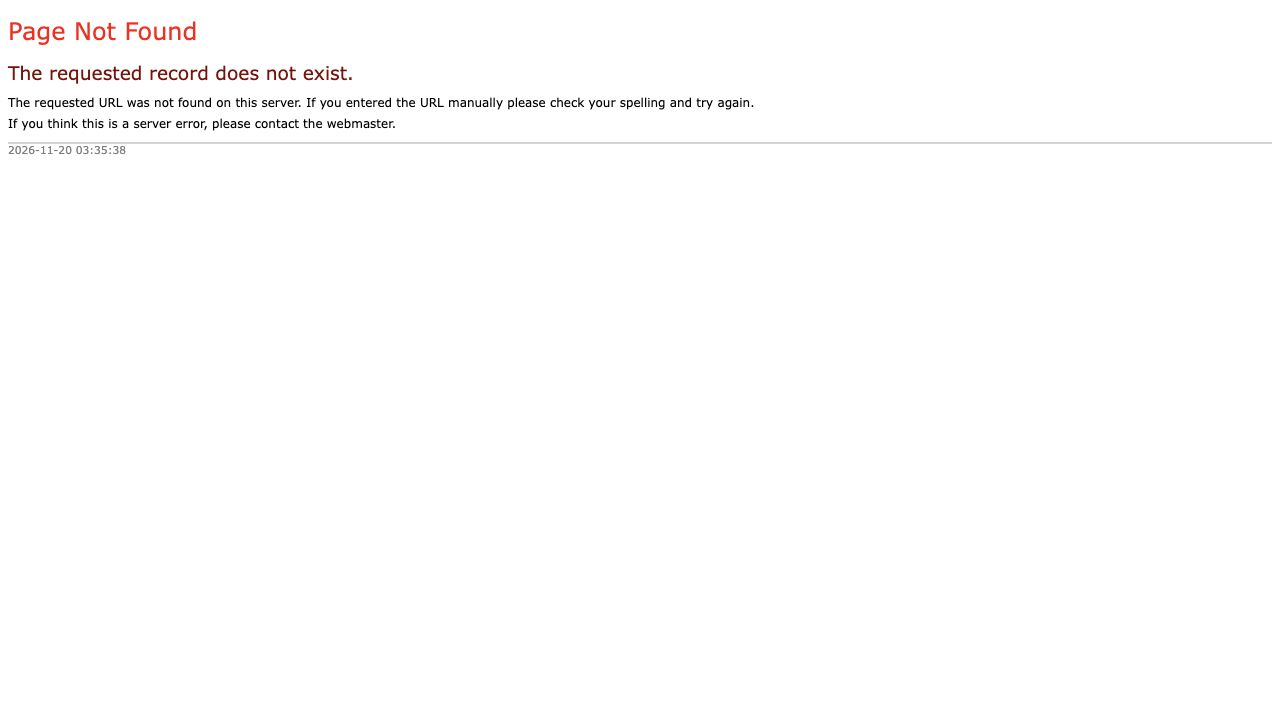 Page Not Found
The requested record does not exist.
The requested URL was not found on this server. If you entered the URL manually please check your spelling and try again.
If you think this is a server error, please contact the webmaster.
2026-11-20 03:35:38